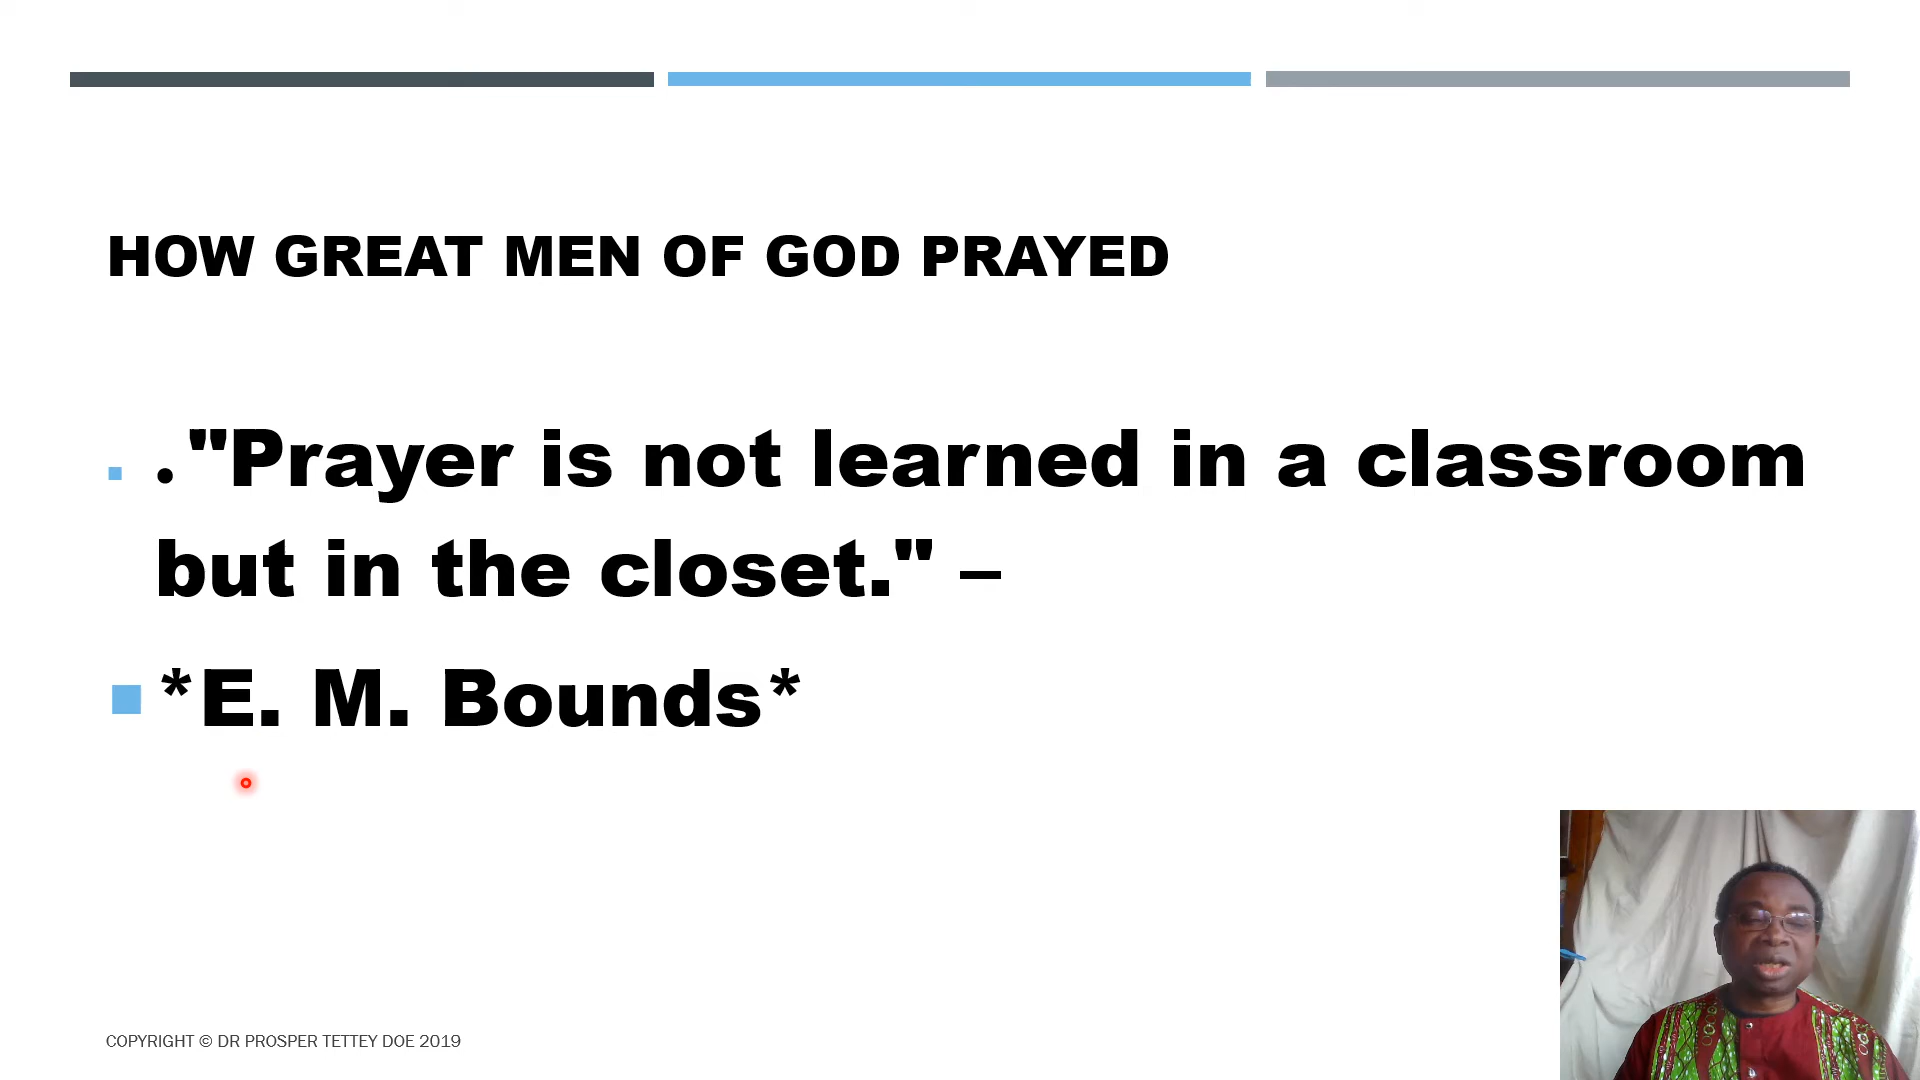 HOW GREAT MEN OF GOD PRAYED
."Prayer is not learned in a classroom
but in the closet." –
*E. M. Bounds*
COPYRIGHT © DR PROSPER TETTEY DOE 2019